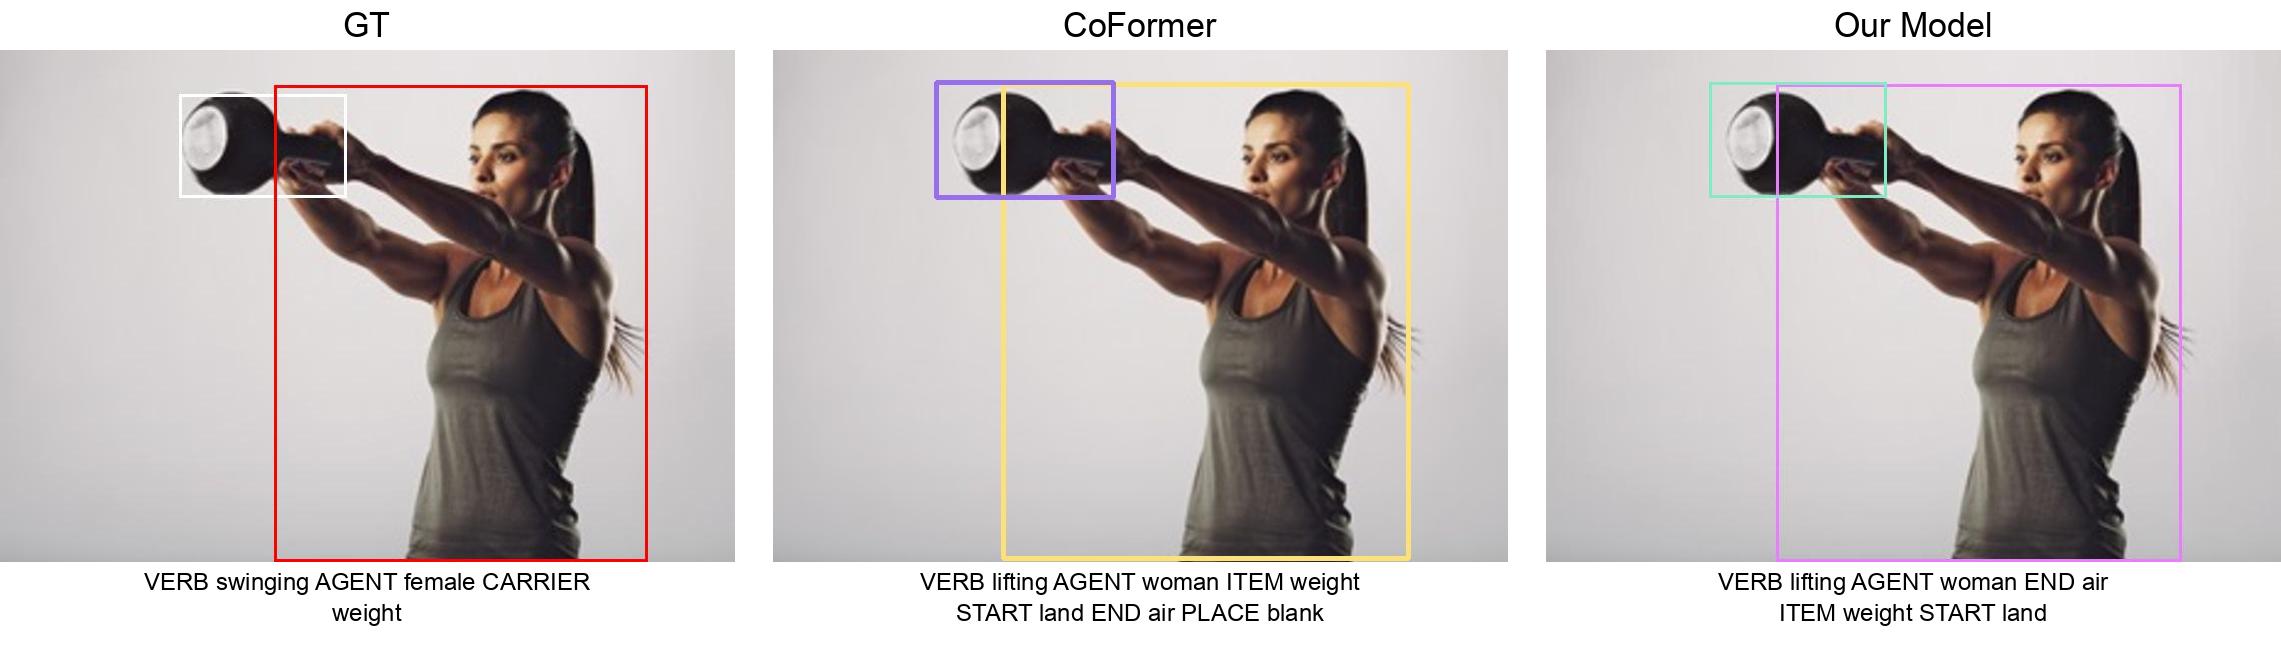 GT
CoFormer
Our Model
VERB swinging AGENT female CARRIER
weight
VERB lifting AGENT woman ITEM weight
START land END air PLACE blank
VERB lifting AGENT woman END air
ITEM weight START land